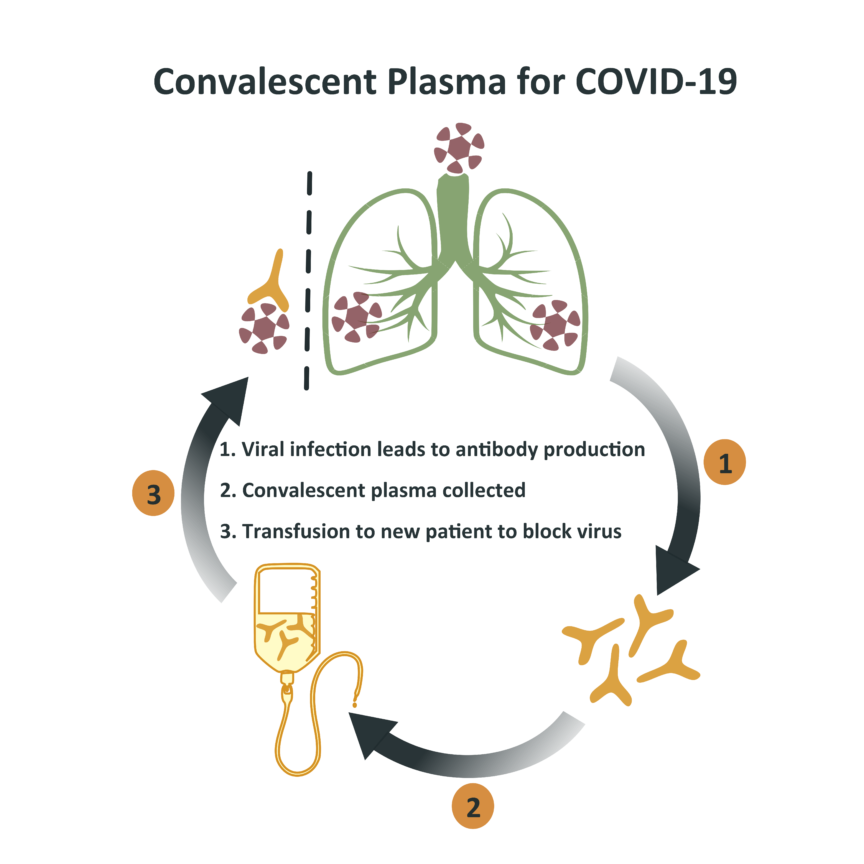 Convalescent Plasma for COVID-19
1
1. Viral infection leads to antibody production
2. Convalescent plasma collected
3. Transfusion to new patient to block virus
3
2